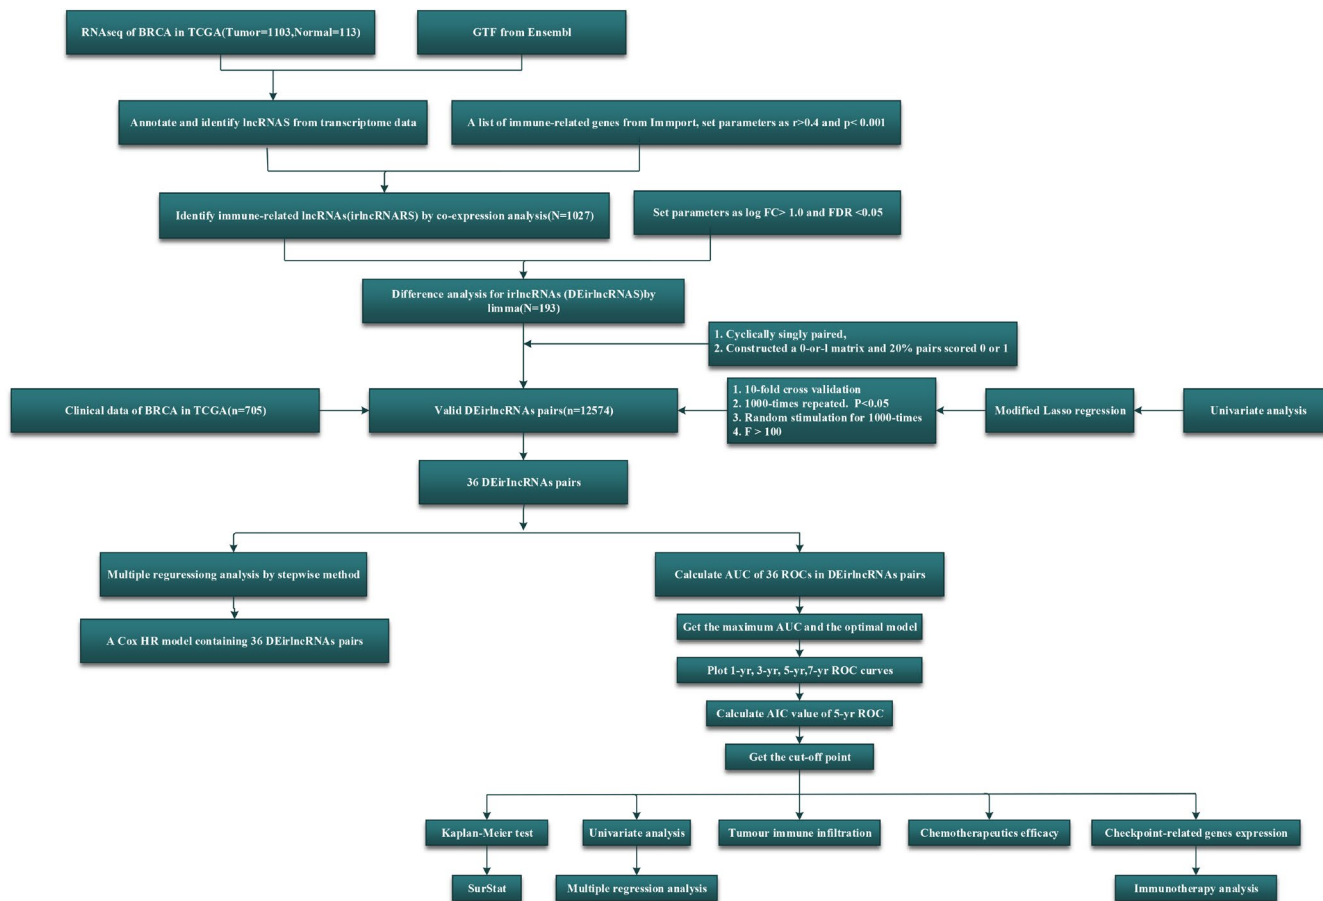 RNAseq of BRCA in TCGA(Tumor=1103,Normal=113)
GTF from Ensembl
Annotate and identify lncRNAS from transcriptome data
A list of immune-related genes from Immport, set parameters as r>0.4 and p< 0.001
Identify immune-related lncRNAs(irlncRNARS) by co-expression analysis(N=1027)
Set parameters as log FC> 1.0 and FDR <0.05
Difference analysis for irlncRNAs (DEirlncRNAS)by
limma(N=193)
1. Cyclically singly paired,
2. Constructed a 0-or-l matrix and 20% pairs scored 0 or 1
Clinical data of BRCA in TCGA(n=705)
Valid DEirlncRNAs pairs(n=12574)
1. 10-fold cross validation
2. 1000-times repeated.  P<0.05
3. Random stimulation for 1000-times
4. F > 100
Modified Lasso regression
Univariate analysis
36 DEirIncRNAs pairs
Multiple regurессiong analysis by stepwise method
Calculate AUC of 36 ROCs in DEirlncRNAs pairs
A Cox HR model containing 36 DEirlncRNAs pairs
Get the maximum AUC and the optimal model
Plot 1-yr, 3-yr, 5-yr,7-yr ROC curves
Calculate AIC value of 5-yr ROC
Get the cut-off point
Kaplan-Meier test
Univariate analysis
Tumour immune infiltration
Chemotherapeutics efficacy
Checkpoint-related genes expression
SurStat
Multiple regression analysis
Immunotherapy analysis